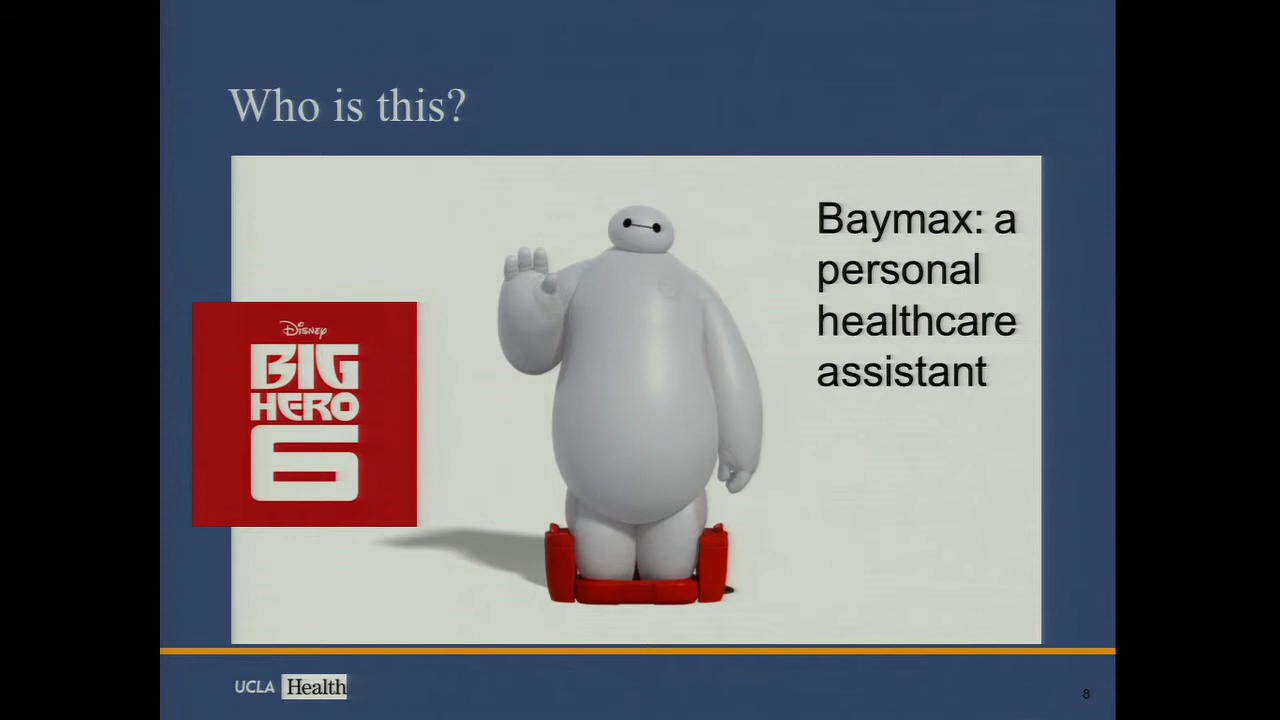 Who is this?
Baymax: a
personal
healthcare
assistant
Disney
BIG
HERO
6
UCLA Health
8